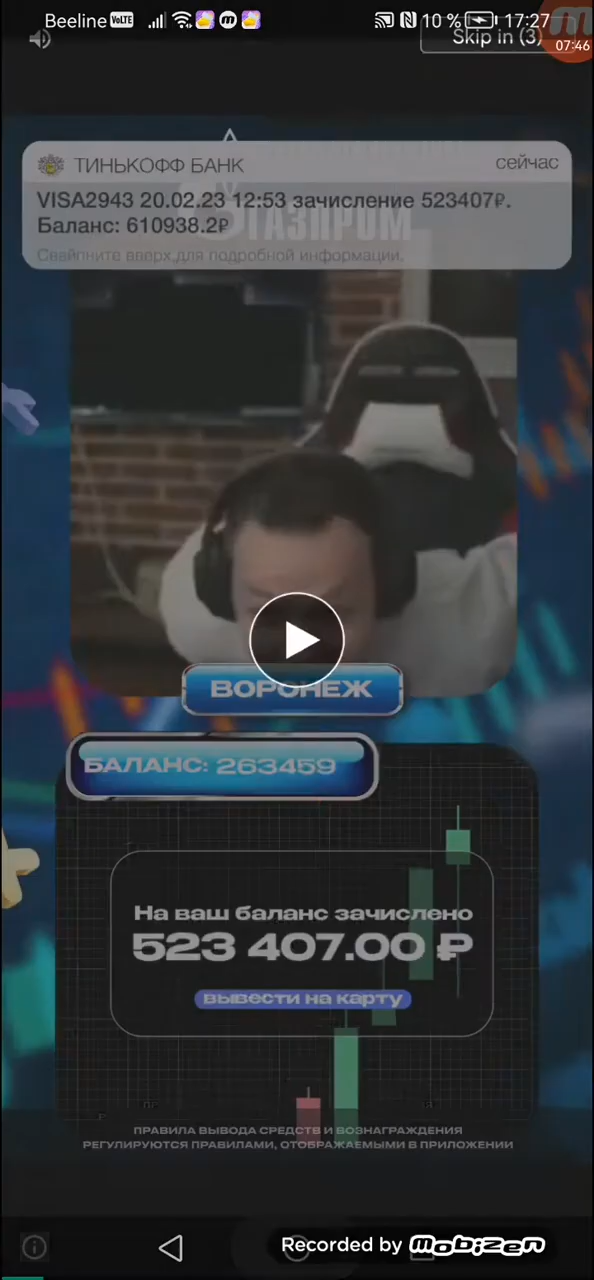 Beeline VoLTE
10 % 17:27
Skip in (3)
07:46
ТИНЬКОФФ БАНК
сейчас
VISA2943 20.02.23 12:53 зачисление 523407₽.
Баланс: 610938.2₽
Свайпните вверх,для подробной информации.
ГАЗПРОМ
ВОРОНЕЖ
БАЛАНС: 263459
На ваш баланс зачислено
523 407.00 ₽
вывести на карту
ПРАВИЛА ВЫВОДА СРЕДСТВ И ВОЗНАГРАЖДЕНИЯ
РЕГУЛИРУЮТСЯ ПРАВИЛАМИ, ОТОБРАЖАЕМЫМИ В ПРИЛОЖЕНИИ
Recorded by mobizen